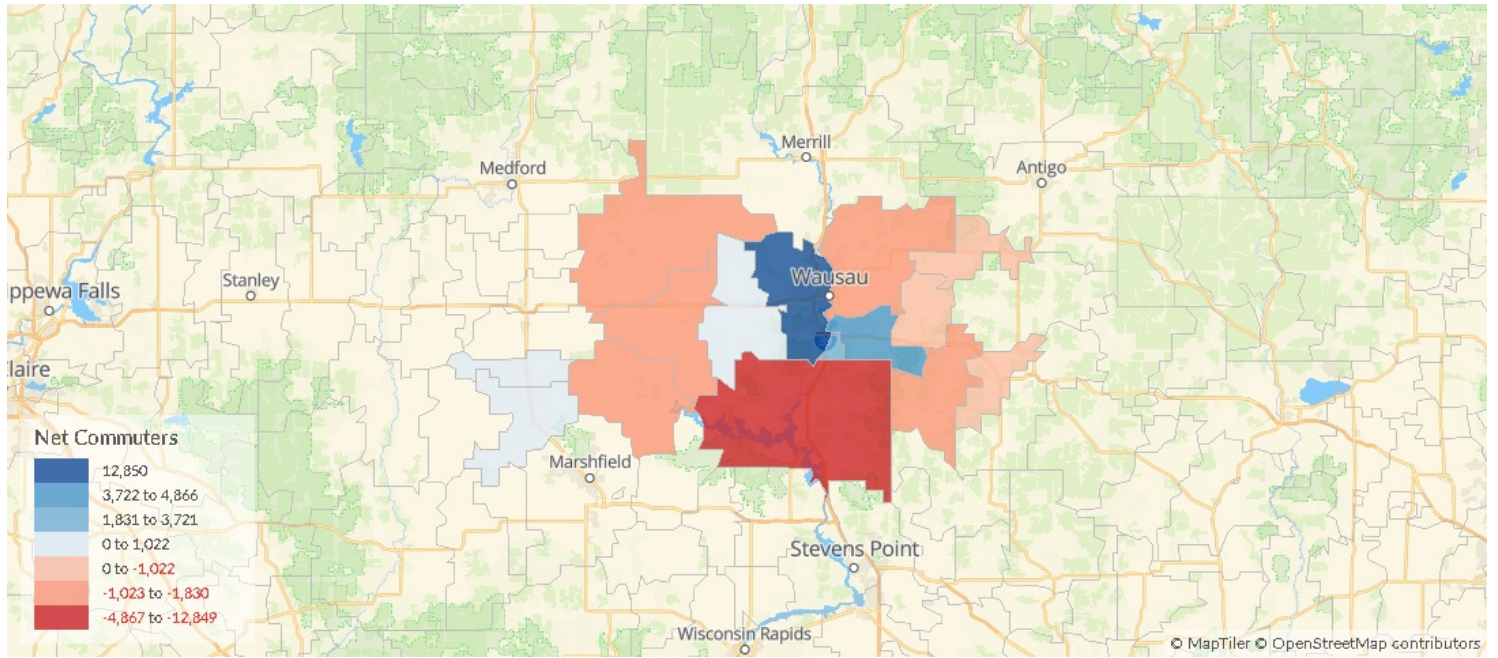 Merrill
Medford
Antigo
Wausau
Stanley
ppewa Falls
laire
Net Commuters
12,850
3,722 to 4,866
1,831 to 3,721
0 to 1,022
0 to -1,022
-1,023 to -1,830
-4,867 to -12,849
Marshfield
Stevens Point
Wisconsin Rapids
© MapTiler © OpenStreetMap contributors